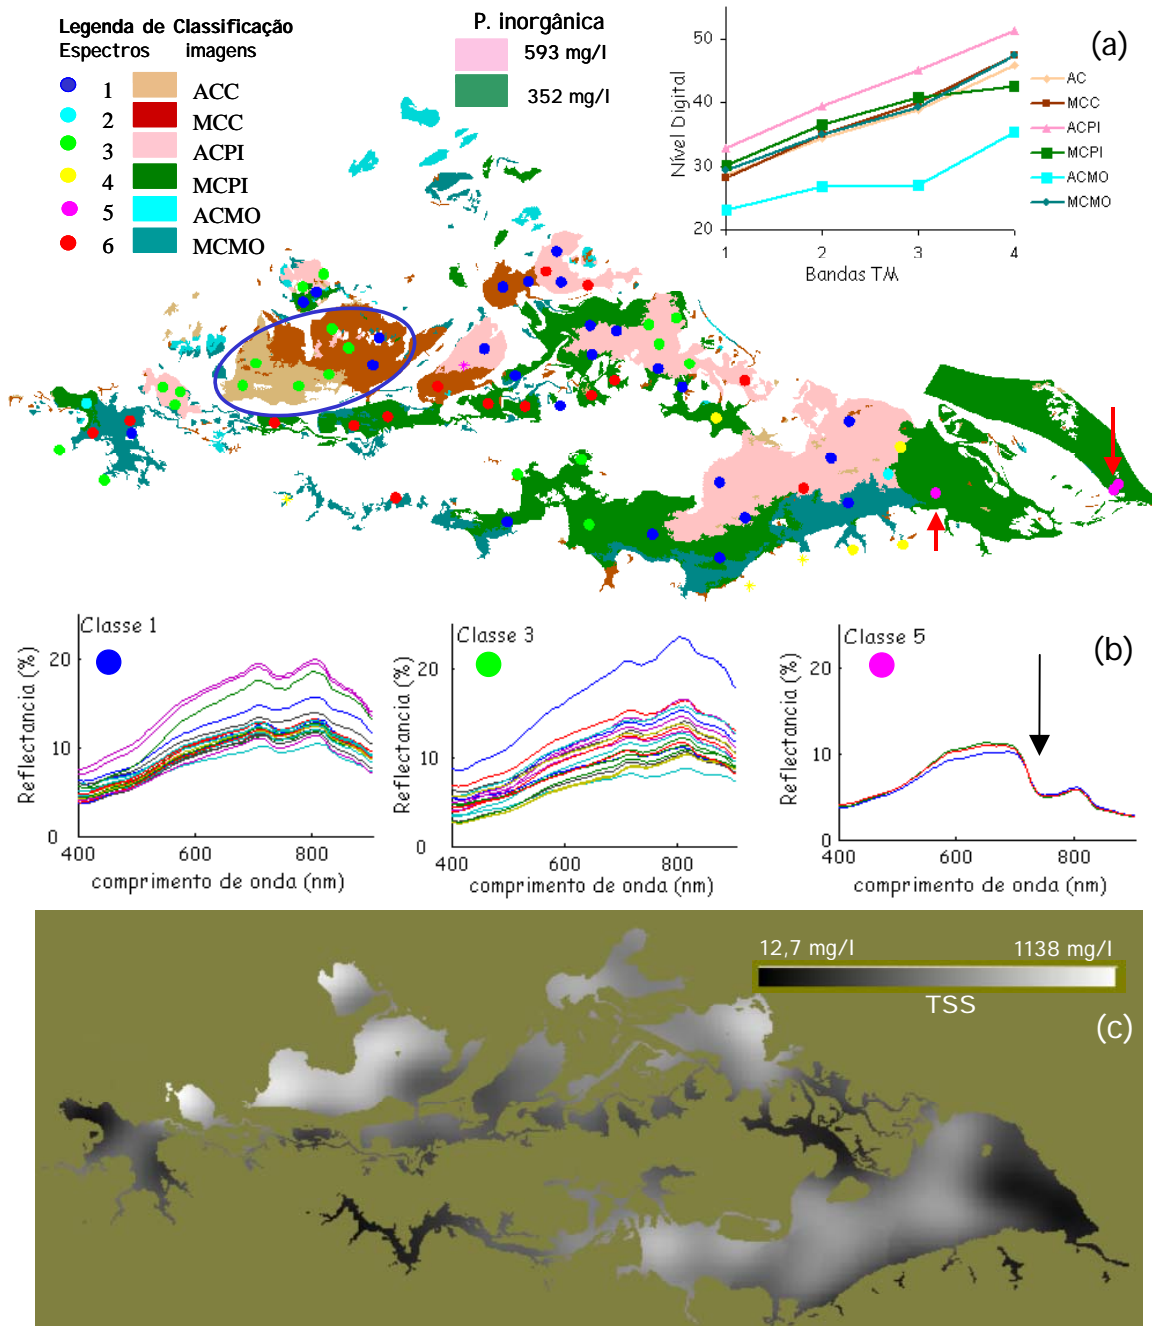 Legenda de Classificação
Espectros imagens
1 ACC
2 MCC
3 ACPI
4 MCPI
5 ACMO
6 MCMO
P. inorgânica
593 mg/l
352 mg/l
(a)
Nível Digital
50
40
30
20
1 2 3 4
Bandas TM
AC
MCC
ACPI
MCPI
ACMO
MCMO
(b)
Classe 1
Reflectancia (%)
20
10
0
400 600 800
comprimento de onda (nm)
Classe 3
Reflectancia (%)
20
10
0
400 600 800
comprimento de onda (nm)
Classe 5
Reflectancia (%)
20
10
0
400 600 800
comprimento de onda (nm)
12,7 mg/l 1138 mg/l
TSS
(c)